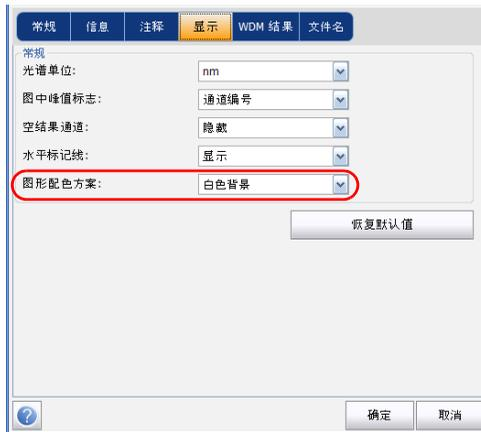 常规 信息 注释 显示 WDM 结果 文件名
常规
光谱单位: nm
图中峰值标志: 通道编号
空结果通道: 隐藏
水平标记线: 显示
图形配色方案: 白色背景
恢复默认值
? 确定 取消